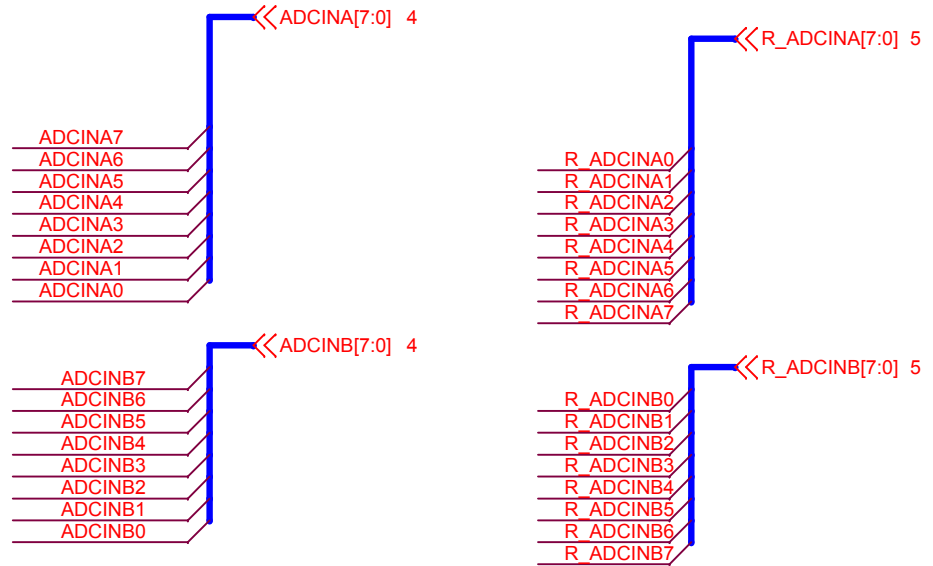 ADCINA[7:0] 4
ADCINA7
ADCINA6
ADCINA5
ADCINA4
ADCINA3
ADCINA2
ADCINA1
ADCINA0
R_ADCINA[7:0] 5
R_ADCINA0
R_ADCINA1
R_ADCINA2
R_ADCINA3
R_ADCINA4
R_ADCINA5
R_ADCINA6
R_ADCINA7
ADCINB[7:0] 4
ADCINB7
ADCINB6
ADCINB5
ADCINB4
ADCINB3
ADCINB2
ADCINB1
ADCINB0
R_ADCINB[7:0] 5
R_ADCINB0
R_ADCINB1
R_ADCINB2
R_ADCINB3
R_ADCINB4
R_ADCINB5
R_ADCINB6
R_ADCINB7